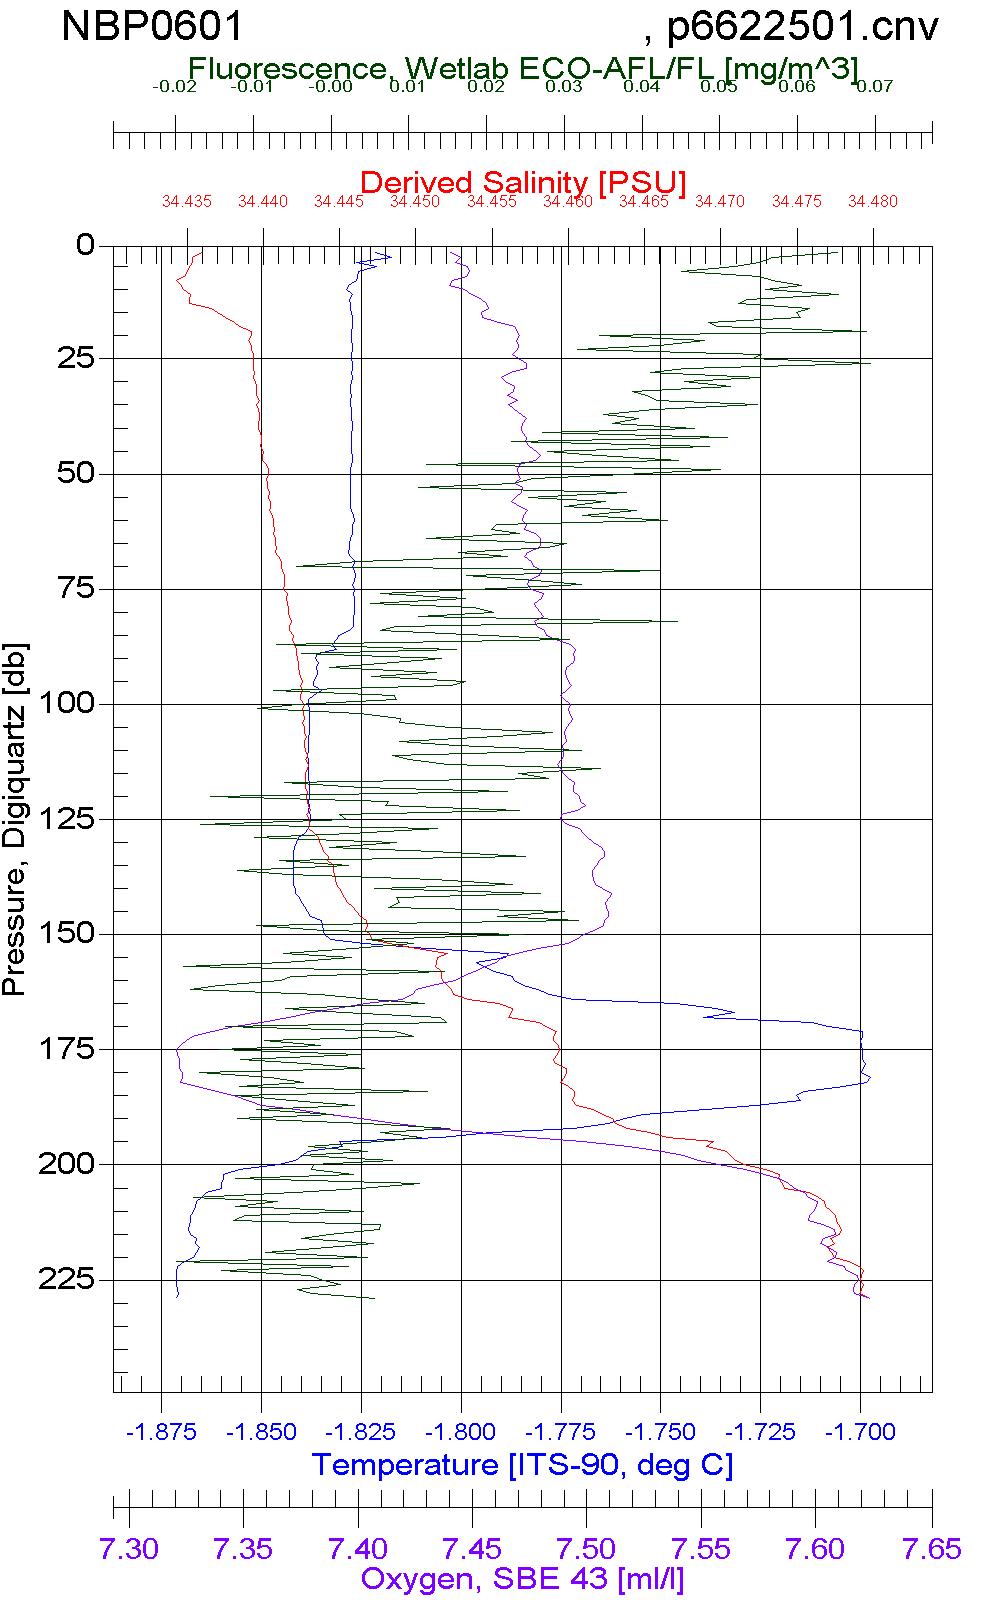 NBP0601 , p6622501.cnv
Fluorescence, Wetlab ECO-AFL/FL [mg/m^3]
-0.02 -0.01 -0.00 0.01 0.02 0.03 0.04 0.05 0.06 0.07
Derived Salinity [PSU]
34.435 34.440 34.445 34.450 34.455 34.460 34.465 34.470 34.477 34.480
0
25
50
75
100
125
150
175
200
225
Pressure, Digiquartz [db]
-1.875 -1.850 -1.825 -1.800 -1.775 -1.750 -1.725 -1.700
Temperature [ITS-90, deg C]
7.30 7.35 7.40 7.45 7.50 7.55 7.60 7.65
Oxygen, SBE 43 [ml/l]